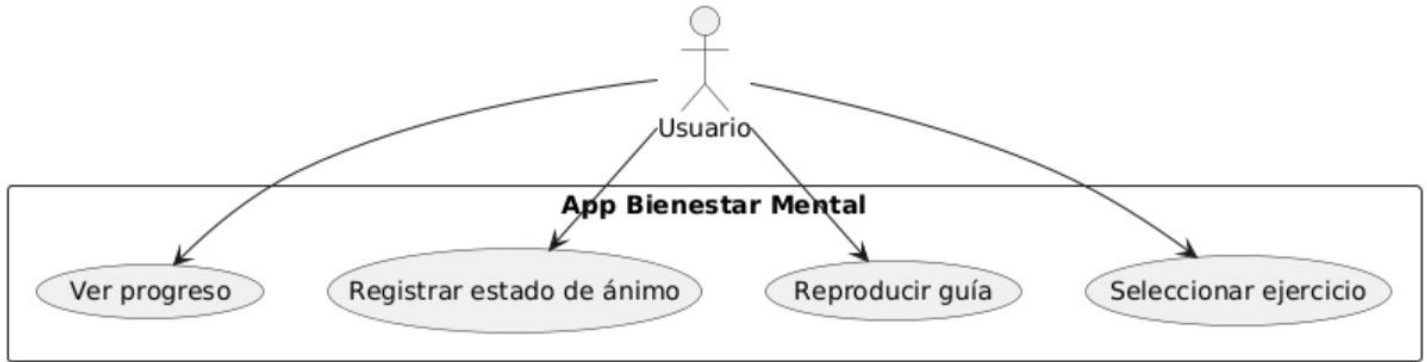 Usuario
App Bienestar Mental
Ver progreso
Registrar estado de ánimo
Reproducir guía
Seleccionar ejercicio